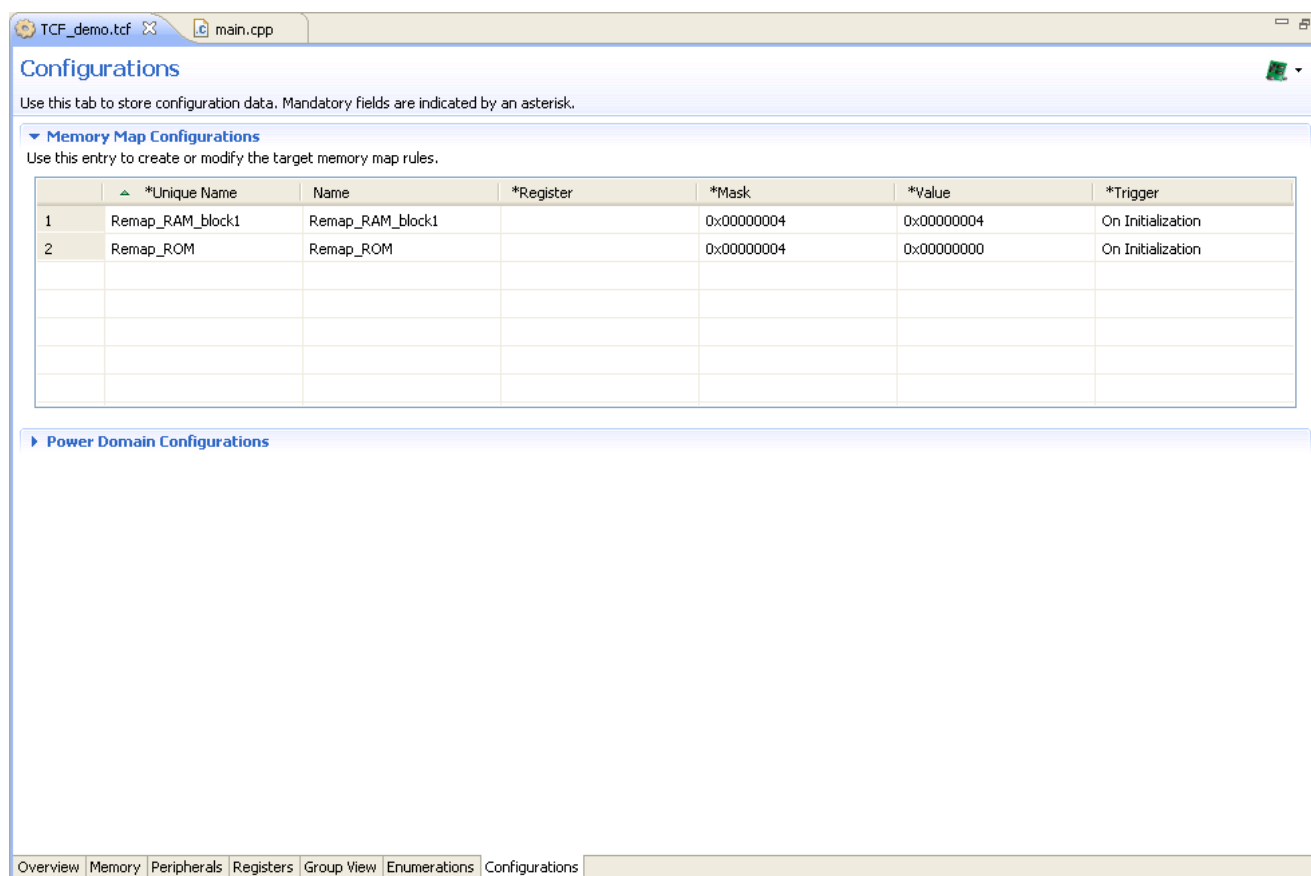 TCF_demo.tcf main.cpp
Configurations
Use this tab to store configuration data. Mandatory fields are indicated by an asterisk.
Memory Map Configurations
Use this entry to create or modify the target memory map rules.
*Unique Name Name *Register *Mask *Value *Trigger
1 Remap_RAM_block1 Remap_RAM_block1 0x00000004 0x00000004 On Initialization
2 Remap_ROM Remap_ROM 0x00000004 0x00000000 On Initialization
Power Domain Configurations
Overview Memory Peripherals Registers Group View Enumerations Configurations